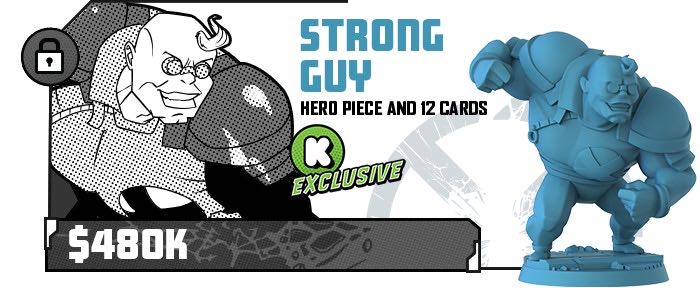 STRONG
GUY
HERO PIECE AND 12 CARDS
K
EXCLUSIVE
$480K